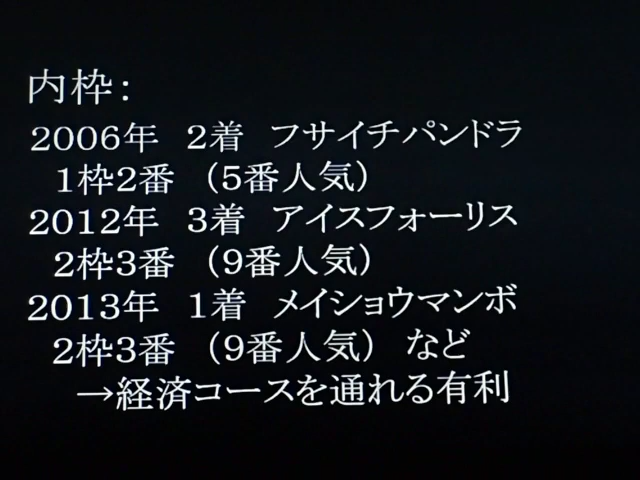 内枠：
２００６年　２着　フサイチパンドラ
１枠２番　（５番人気）
２０１２年　３着　アイスフォーリス
２枠３番　（９番人気）
２０１３年　１着　メイショウマンボ
２枠３番　（９番人気）　など
→経済コースを通れる有利